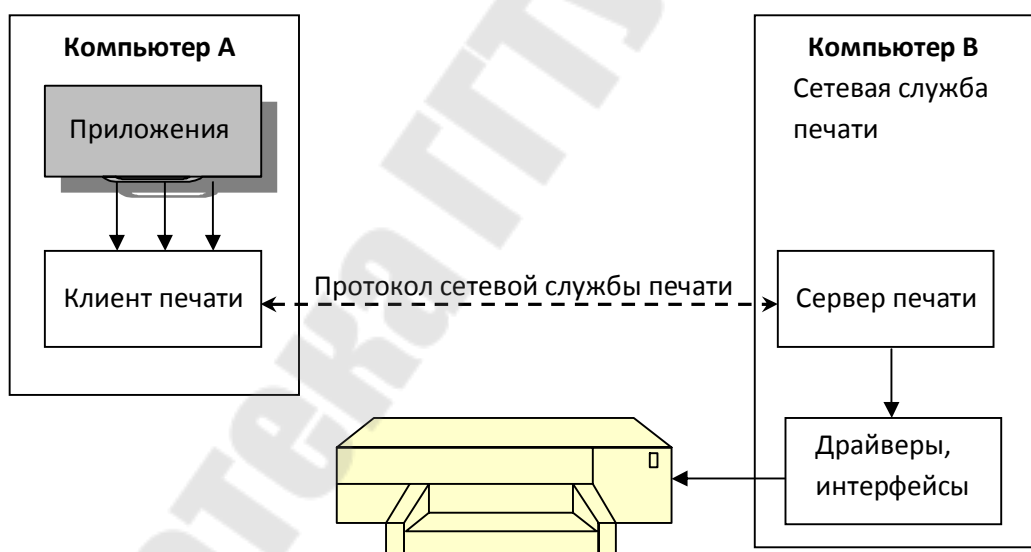 Компьютер А
Приложения
Клиент печати
Протокол сетевой службы печати
Компьютер В
Сетевая служба
печати
Сервер печати
Драйверы,
интерфейсы